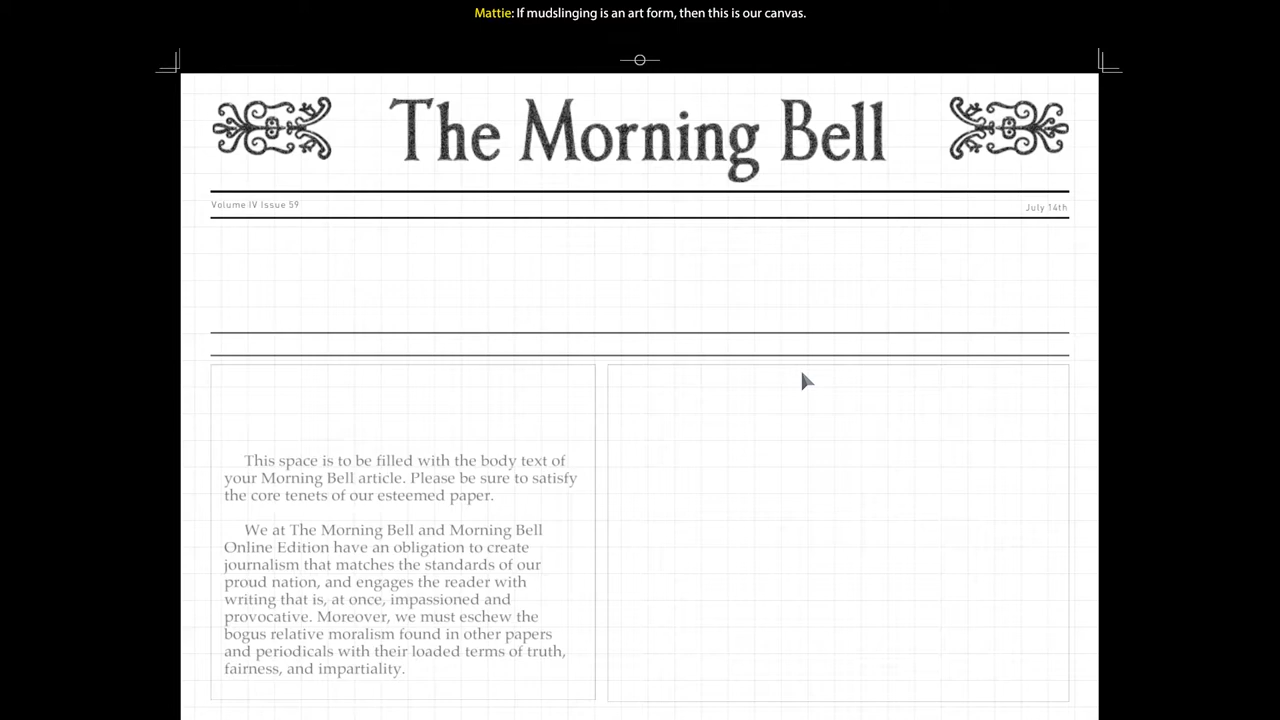 Mattie: If mudslinging is an art form, then this is our canvas.
The Morning Bell
Volume IV Issue 59
July 14th
This space is to be filled with the body text of
your Morning Bell article. Please be sure to satisfy
the core tenets of our esteemed paper.
We at The Morning Bell and Morning Bell
Online Edition have an obligation to create
journalism that matches the standards of our
proud nation, and engages the reader with
writing that is, at once, impassioned and
provocative. Moreover, we must eschew the
bogus relative moralism found in other papers
and periodicals with their loaded terms of truth,
fairness, and impartiality.